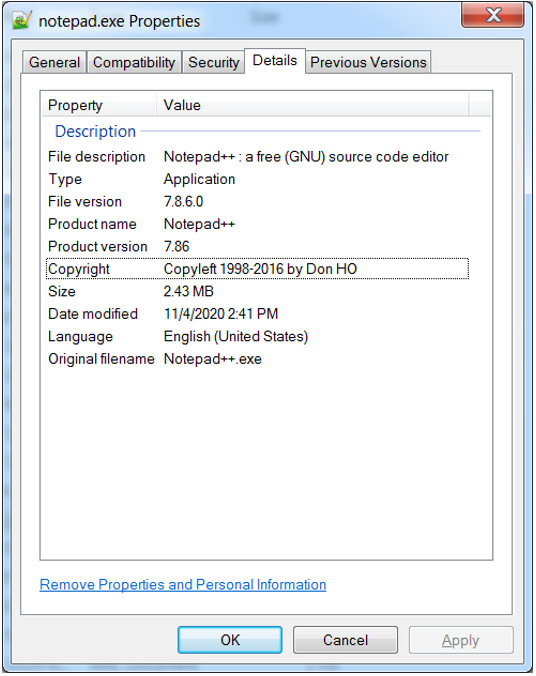 notepad.exe Properties
General Compatibility Security Details Previous Versions
Property Value
Description
File description Notepad++ : a free (GNU) source code editor
Type Application
File version 7.8.6.0
Product name Notepad++
Product version 7.86
Copyright Copyleft 1998-2016 by Don HO
Size 2.43 MB
Date modified 11/4/2020 2:41 PM
Language English (United States)
Original filename Notepad++.exe
Remove Properties and Personal Information
OK Cancel Apply